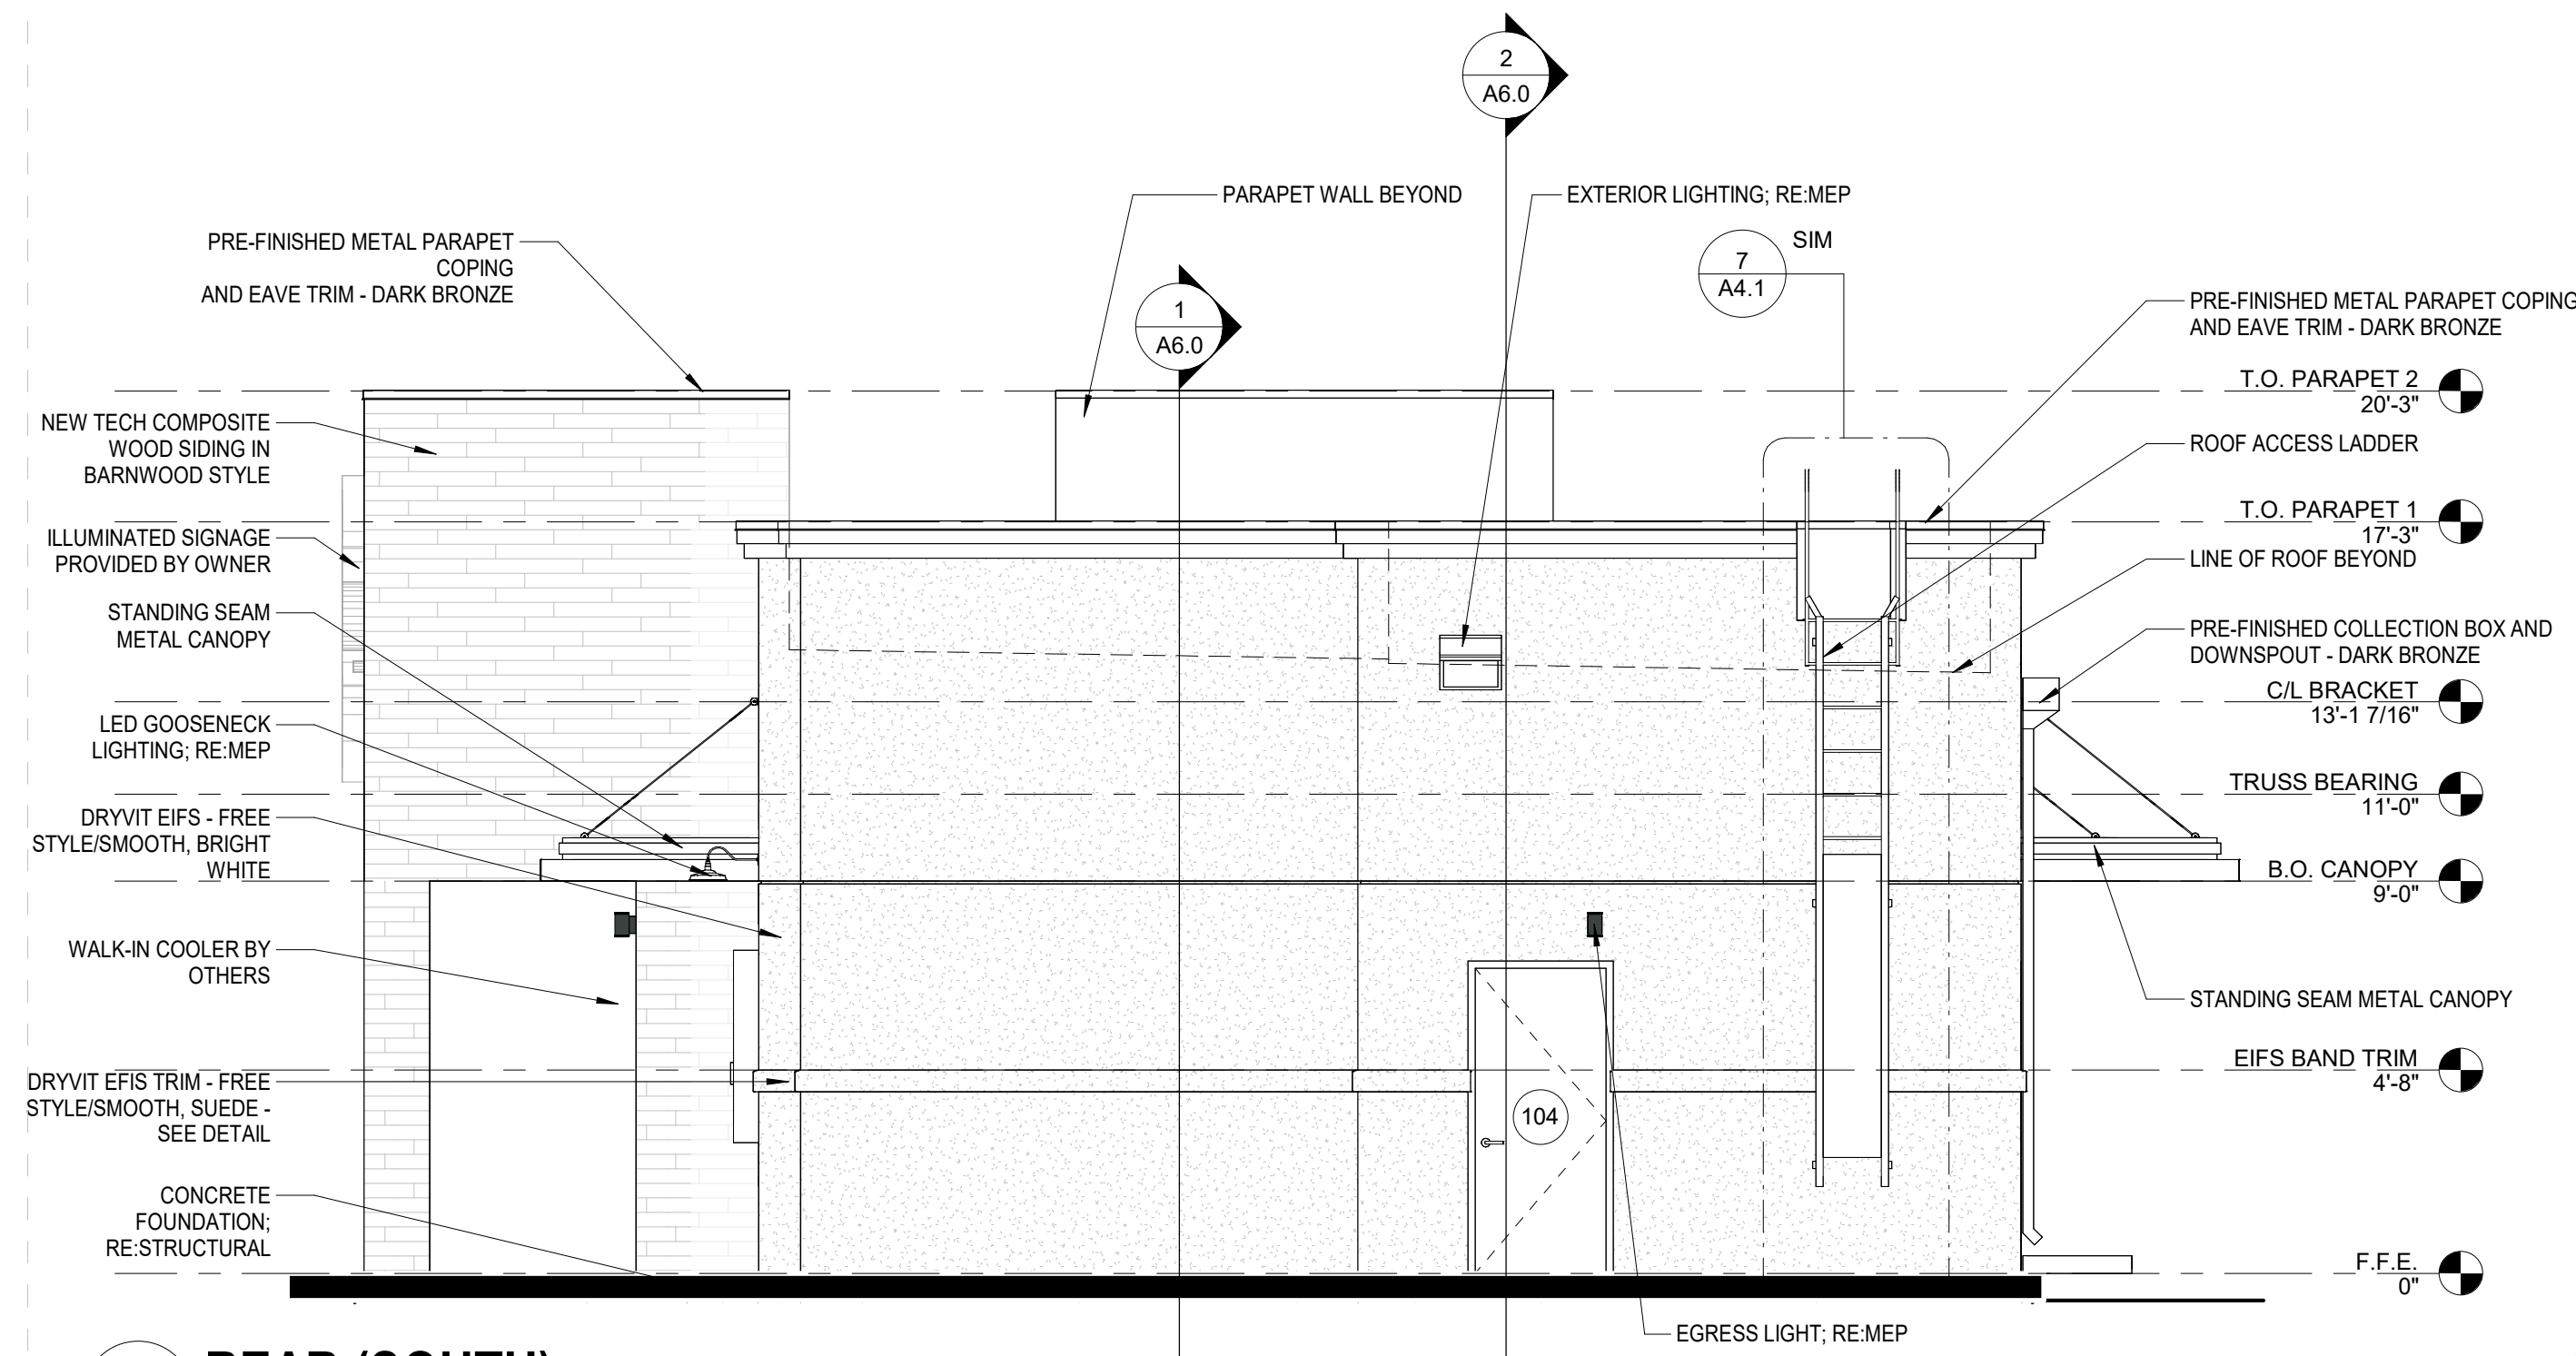 2
A6.0
PARAPET WALL BEYOND
EXTERIOR LIGHTING; RE:MEP
PRE-FINISHED METAL PARAPET
COPING
AND EAVE TRIM - DARK BRONZE
7
A4.1
SIM
1
A6.0
PRE-FINISHED METAL PARAPET COPING
AND EAVE TRIM - DARK BRONZE
T.O. PARAPET 2
20'-3"
NEW TECH COMPOSITE
WOOD SIDING IN
BARNWOOD STYLE
ROOF ACCESS LADDER
T.O. PARAPET 1
17'-3"
ILLUMINATED SIGNAGE
PROVIDED BY OWNER
LINE OF ROOF BEYOND
STANDING SEAM
METAL CANOPY
PRE-FINISHED COLLECTION BOX AND
DOWNSPOUT - DARK BRONZE
C/L BRACKET
13'-1 7/16"
LED GOOSENECK
LIGHTING; RE:MEP
TRUSS BEARING
11'-0"
DRYVIT EIFS - FREE
STYLE/SMOOTH, BRIGHT
WHITE
B.O. CANOPY
9'-0"
WALK-IN COOLER BY
OTHERS
STANDING SEAM METAL CANOPY
EIFS BAND TRIM
4'-8"
DRYVIT EFIS TRIM - FREE
STYLE/SMOOTH, SUEDE -
SEE DETAIL
104
CONCRETE
FOUNDATION;
RE:STRUCTURAL
F.F.E.
0"
EGRESS LIGHT; RE:MEP
REAR (SOUTH)